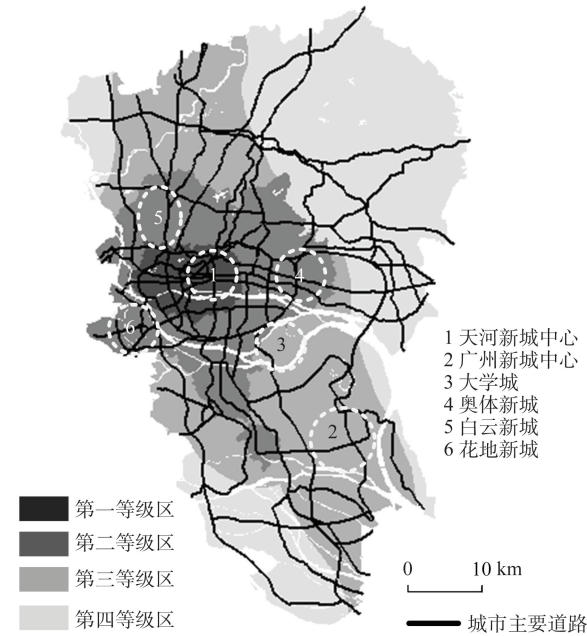 5
1
4
6
3
2
1 天河新城中心
2 广州新城中心
3 大学城
4 奥体新城
5 白云新城
6 花地新城
第一等级区
第二等级区
第三等级区
第四等级区
0 10 km
城市主要道路